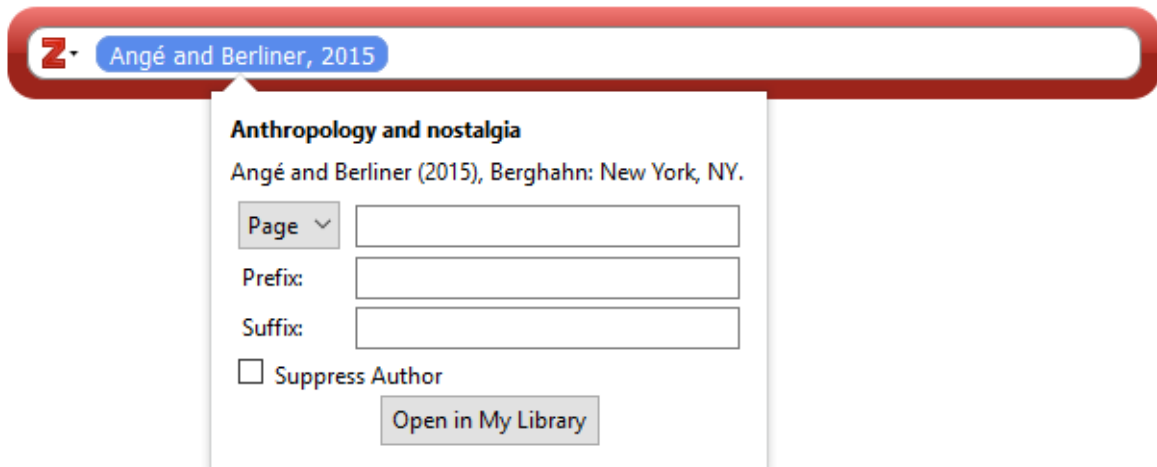 Z Angé and Berliner, 2015
Anthropology and nostalgia
Angé and Berliner (2015), Berghahn: New York, NY.
Page
Prefix:
Suffix:
Suppress Author
Open in My Library